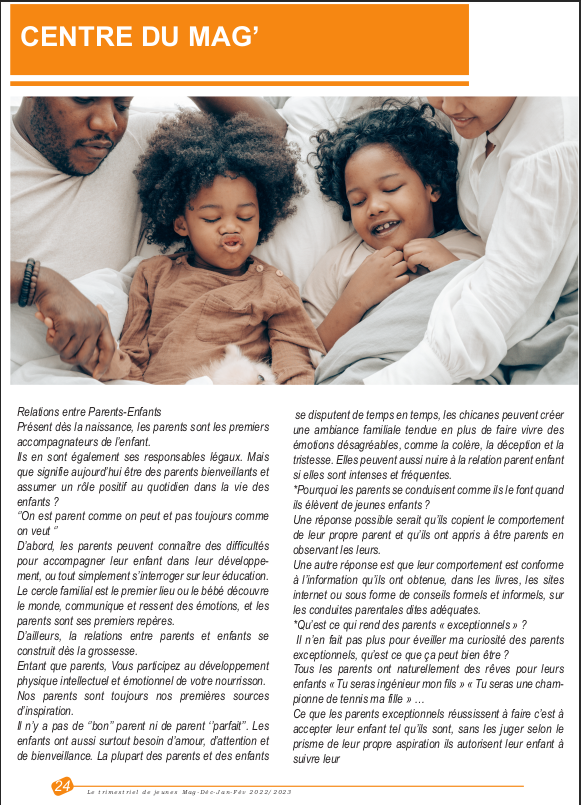 CENTRE DU MAG’
Relations entre Parents-Enfants
Présent dès la naissance, les parents sont les premiers
accompagnateurs de l’enfant.
Ils en sont également ses responsables légaux. Mais
que signifie aujourd’hui être des parents bienveillants et
assumer un rôle positif au quotidien dans la vie des
enfants ?
‘’On est parent comme on peut et pas toujours comme
on veut ‘’
D’abord, les parents peuvent connaître des difficultés
pour accompagner leur enfant dans leur développe-
ment, ou tout simplement s’interroger sur leur éducation.
Le cercle familial est le premier lieu ou le bébé découvre
le monde, communique et ressent des émotions, et les
parents sont ses premiers repères.
D’ailleurs, la relations entre parents et enfants se
construit dès la grossesse.
Entant que parents, Vous participez au développement
physique intellectuel et émotionnel de votre nourrisson.
Nos parents sont toujours nos premières sources
d’inspiration.
Il n’y a pas de ‘’bon’’ parent ni de parent ‘’parfait’’. Les
enfants ont aussi surtout besoin d’amour, d’attention et
de bienveillance. La plupart des parents et des enfants
se disputent de temps en temps, les chicanes peuvent créer
une ambiance familiale tendue en plus de faire vivre des
émotions désagréables, comme la colère, la déception et la
tristesse. Elles peuvent aussi nuire à la relation parent enfant
si elles sont intenses et fréquentes.
*Pourquoi les parents se conduisent comme ils le font quand
ils élèvent de jeunes enfants ?
Une réponse possible serait qu’ils copient le comportement
de leur propre parent et qu’ils ont appris à être parents en
observant les leurs.
Une autre réponse est que leur comportement est conforme
à l’information qu’ils ont obtenue, dans les livres, les sites
internet ou sous forme de conseils formels et informels, sur
les conduites parentales dites adéquates.
*Qu’est ce qui rend des parents « exceptionnels » ?
Il n’en fait pas plus pour éveiller ma curiosité des parents
exceptionnels, qu’est ce que ça peut bien être ?
Tous les parents ont naturellement des rêves pour leurs
enfants « Tu seras ingénieur mon fils » « Tu seras une cham-
pionne de tennis ma fille » …
Ce que les parents exceptionnels réussissent à faire c’est à
accepter leur enfant tel qu’ils sont, sans les juger selon le
prisme de leur propre aspiration ils autorisent leur enfant à
suivre leur
24
Le trimestriel de jeunes Mag-Déc-Jan-Fév 2022/2023